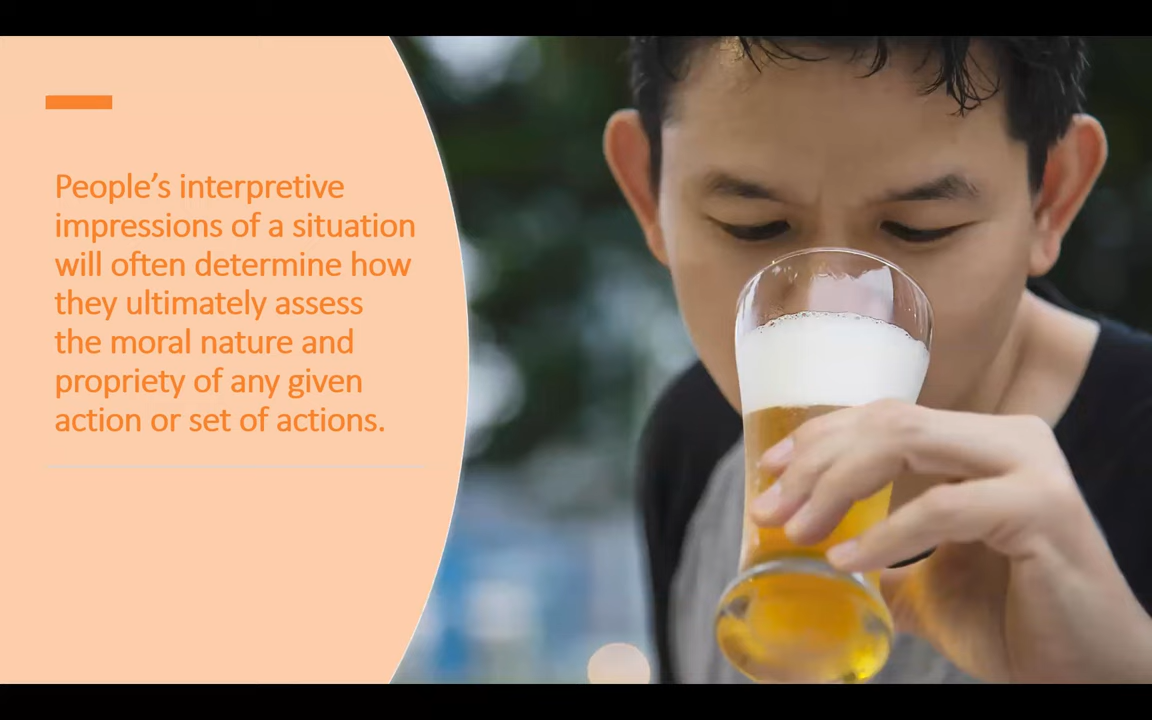 People’s interpretive
impressions of a situation
will often determine how
they ultimately assess
the moral nature and
propriety of any given
action or set of actions.